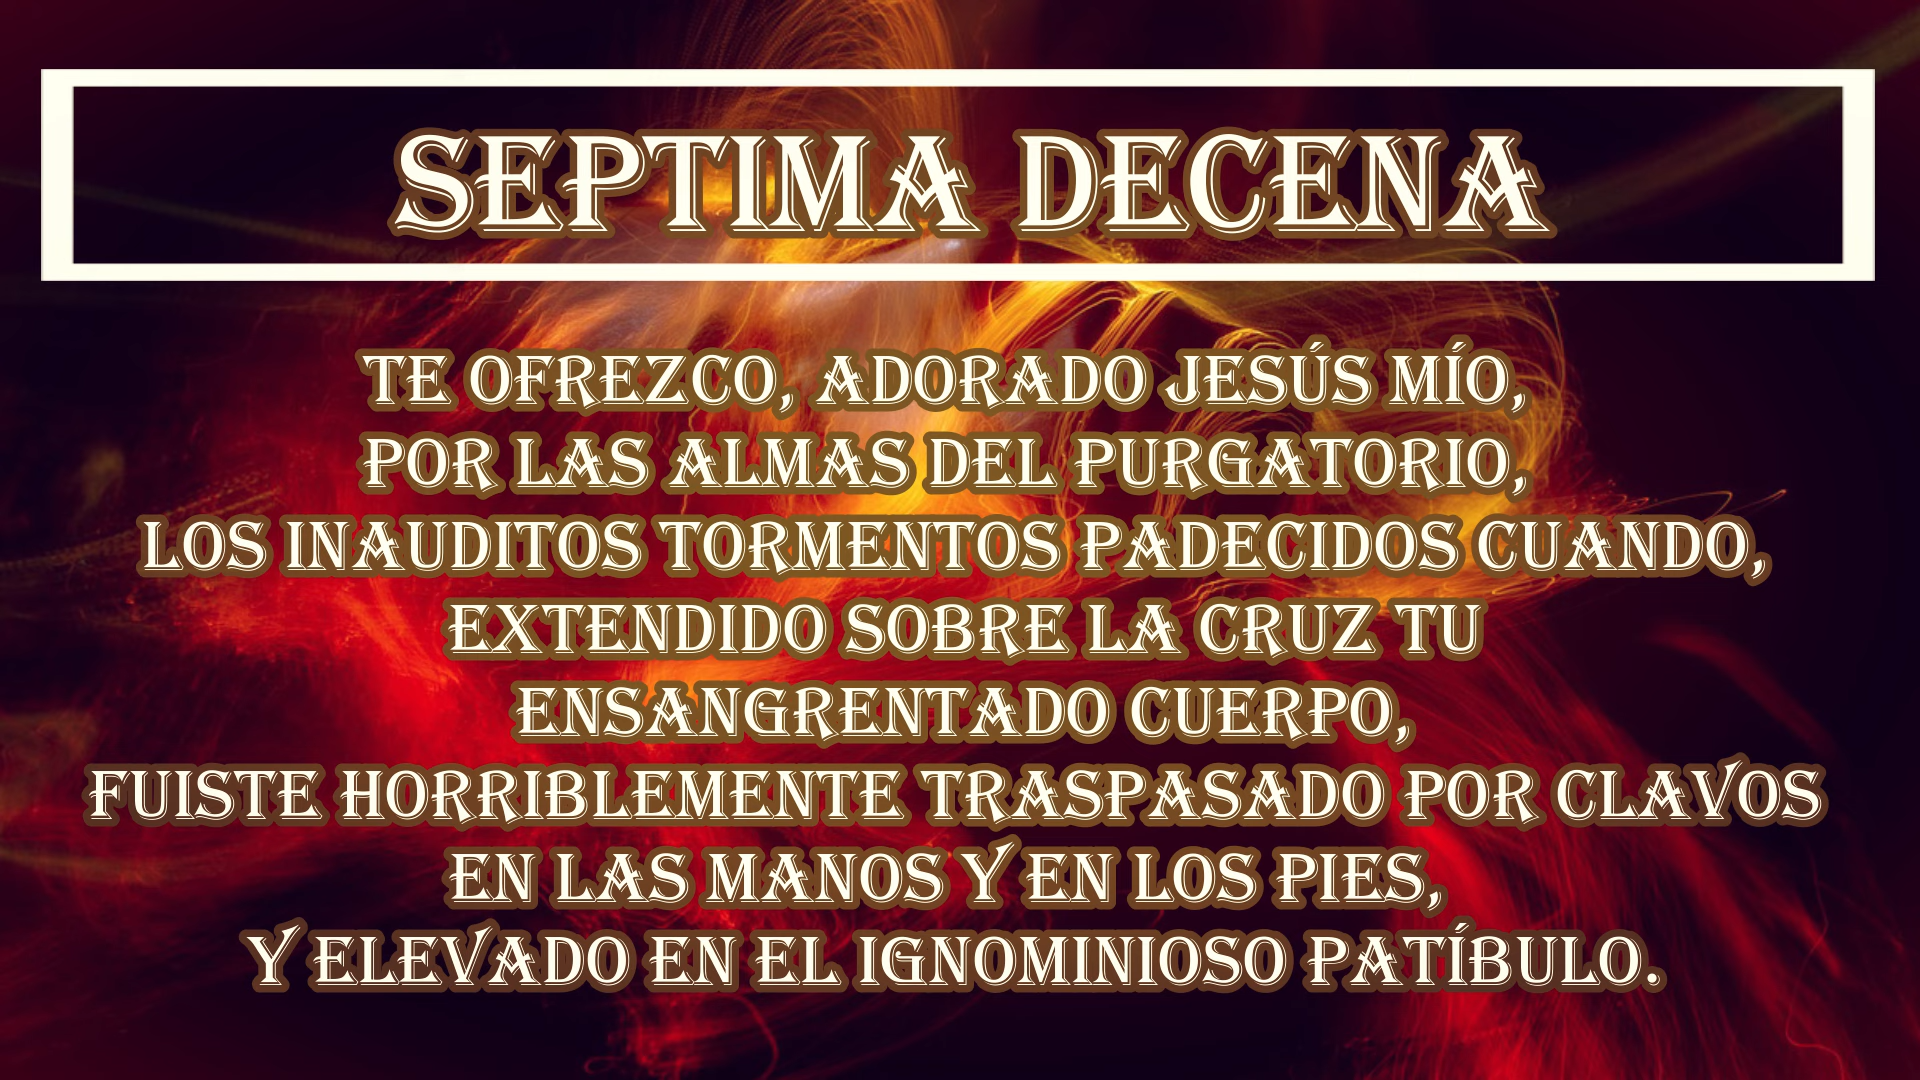 SEPTIMA DECENA
TE OFREZCO, ADORADO JESÚS MÍO,
POR LAS ALMAS DEL PURGATORIO,
LOS INAUDITOS TORMENTOS PADECIDOS CUANDO,
EXTENDIDO SOBRE LA CRUZ TU
ENSANGRENTADO CUERPO,
FUISTE HORRIBLEMENTE TRASPASADO POR CLAVOS
EN LAS MANOS Y EN LOS PIES,
Y ELEVADO EN EL IGNOMINIOSO PATÍBULO.